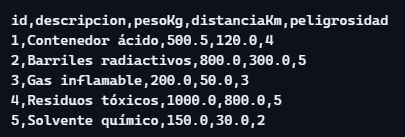 id,descripcion,pesoKg,distanciaKm,peligrosidad
1,Contenedor ácido,500.5,120.0,4
2,Barriles radiactivos,800.0,300.0,5
3,Gas inflamable,200.0,50.0,3
4,Residuos tóxicos,1000.0,800.0,5
5,Solvente químico,150.0,30.0,2